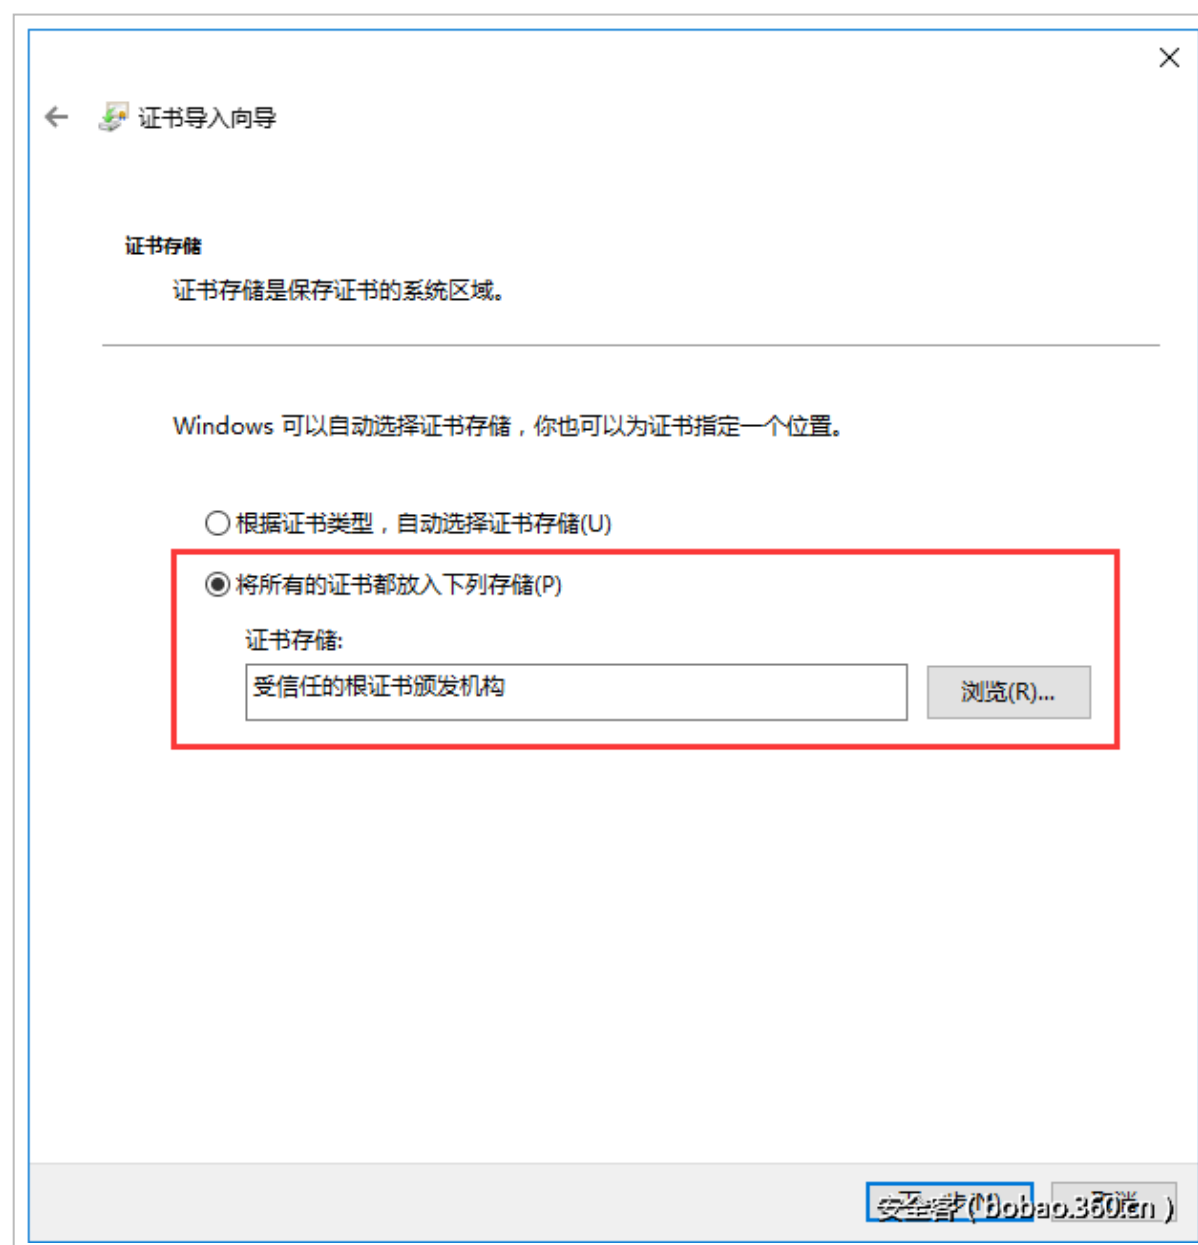 证书导入向导
证书存储
证书存储是保存证书的系统区域。
Windows 可以自动选择证书存储，你也可以为证书指定一个位置。
根据证书类型，自动选择证书存储(U)
将所有的证书都放入下列存储(P)
证书存储:
受信任的根证书颁发机构
浏览(R)...
下一步(N)
取消
安全客 ( bobao.360.cn )